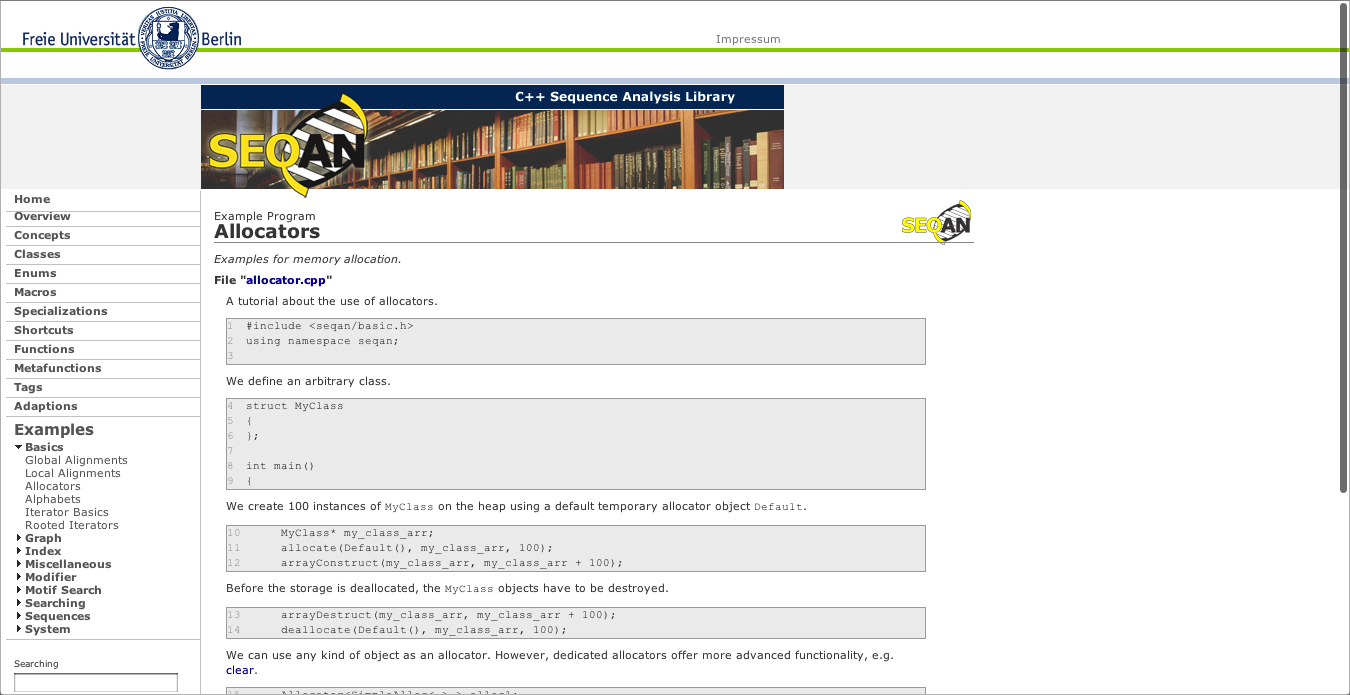 Freie Universität Berlin
Impressum
C++ Sequence Analysis Library
SEQAN
Home
Overview
Concepts
Classes
Enums
Macros
Specializations
Shortcuts
Functions
Metafunctions
Tags
Adaptions
Examples
Basics
Global Alignments
Local Alignments
Allocators
Alphabets
Iterator Basics
Rooted Iterators
Graph
Index
Miscellaneous
Modifier
Motif Search
Searching
Sequences
System
Searching
Example Program
Allocators
SEQAN
Examples for memory allocation.
File "allocator.cpp"
A tutorial about the use of allocators.
1 #include <seqan/basic.h>
2 using namespace seqan;
3
We define an arbitrary class.
4 struct MyClass
5 {
6 };
7
8 int main()
9 {
We create 100 instances of MyClass on the heap using a default temporary allocator object Default.
10 MyClass* my_class_arr;
11 allocate(Default(), my_class_arr, 100);
12 arrayConstruct(my_class_arr, my_class_arr + 100);
Before the storage is deallocated, the MyClass objects have to be destroyed.
13 arrayDestruct(my_class_arr, my_class_arr + 100);
14 deallocate(Default(), my_class_arr, 100);
We can use any kind of object as an allocator. However, dedicated allocators offer more advanced functionality, e.g.
clear.